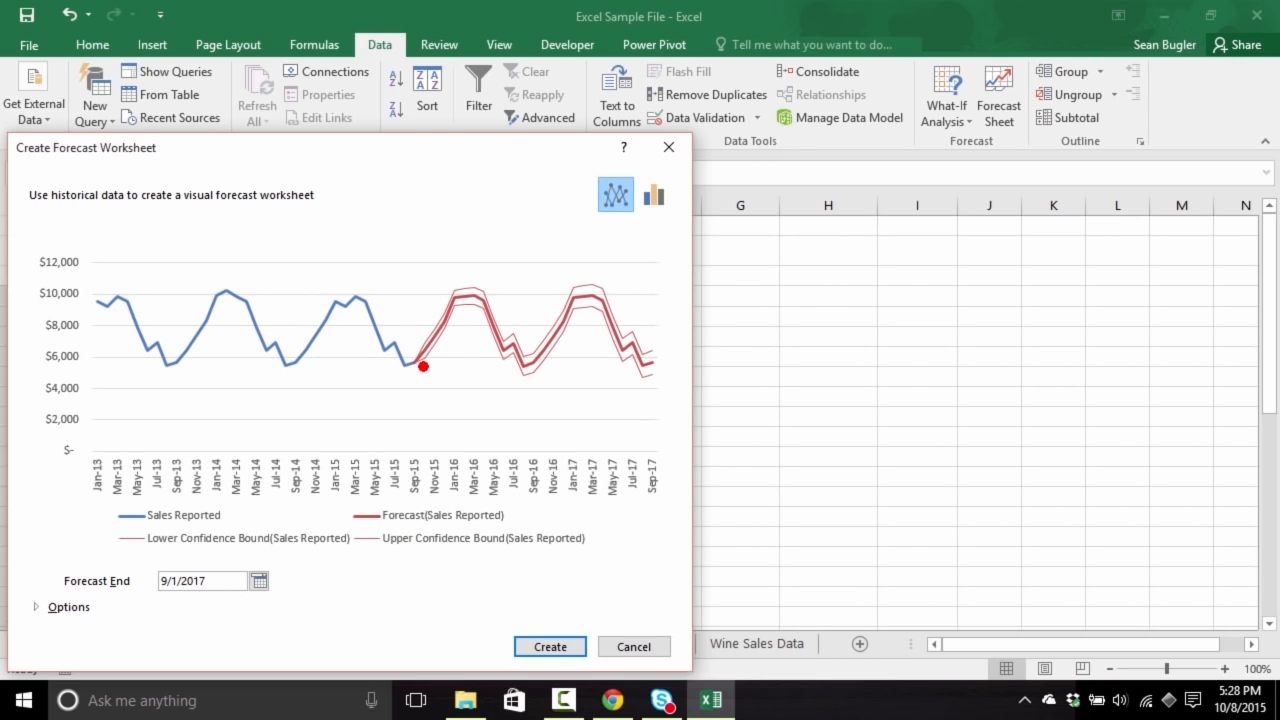 Excel Sample File - Excel
File Home Insert Page Layout Formulas Data Review View Developer Power Pivot Tell me what you want to do... Sean Bugler Share
Get External Data
New Query
Show Queries
From Table
Recent Sources
Refresh All
Connections
Properties
Edit Links
Sort
Filter
Clear
Reapply
Advanced
Text to Columns
Flash Fill
Remove Duplicates
Data Validation
Consolidate
Relationships
Manage Data Model
Data Tools
What-If Analysis
Forecast Sheet
Forecast
Group
Ungroup
Subtotal
Outline
Create Forecast Worksheet ? 
Use historical data to create a visual forecast worksheet
G H I J K L M N
$12,000
$10,000
$8,000
$6,000
$4,000
$2,000
$-
Jan-13 Mar-13 May-13 Jul-13 Sep-13 Nov-13 Jan-14 Mar-14 May-14 Jul-14 Sep-14 Nov-14 Jan-15 Mar-15 May-15 Jul-15 Sep-15 Nov-15 Jan-16 Mar-16 May-16 Jul-16 Sep-16 Nov-16 Jan-17 Mar-17 May-17 Jul-17 Sep-17
Sales Reported Forecast(Sales Reported)
Lower Confidence Bound(Sales Reported) Upper Confidence Bound(Sales Reported)
Forecast End 9/1/2017
Options
Create Cancel
Wine Sales Data
100%
Ask me anything
5:28 PM
10/8/2015